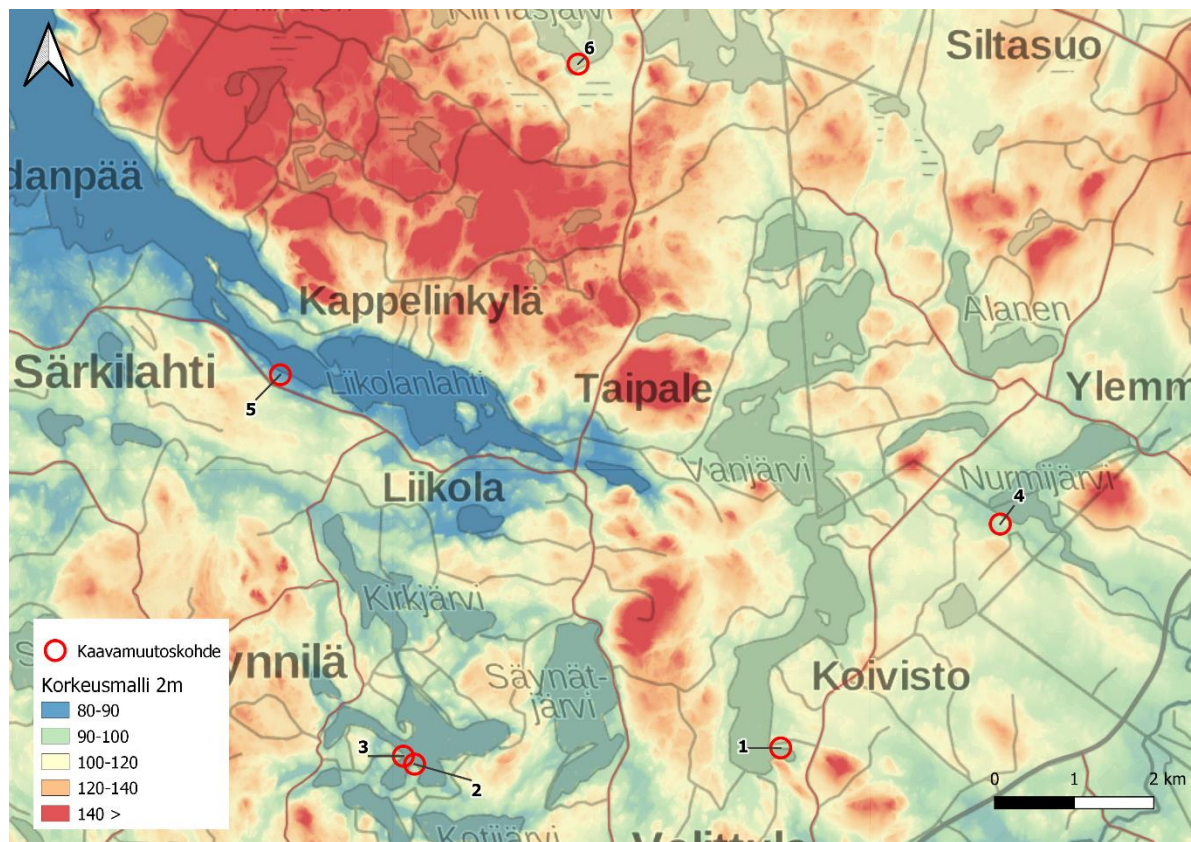 Kiimasjärvi
6
Siltasuo
danpää
Kappelinkylä
Alanen
Särkilahti
5
Liikolanlahti
Taipale
Ylemm
Vanjärvi
Nurmijärvi
4
Liikola
Kirkjärvi
ynnilä
Säynät-
järvi
Koivisto
3
2
1
Kotijärvi
Kaavamuutoskohde
Korkeusmalli 2m
80-90
90-100
100-120
120-140
140 >
0 1 2 km